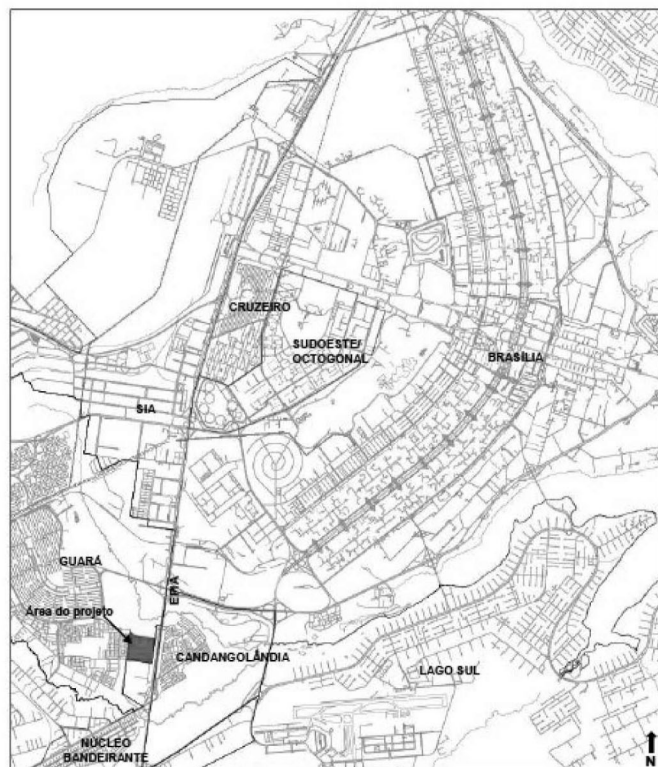 CRUZEIRO
SUDOESTE/
OCTOGONAL
BRASÍLIA
SIA
GUARÁ
EPIA
Área do projeto
CANDANGOLÂNDIA
LAGO SUL
NÚCLEO
BANDEIRANTE
N